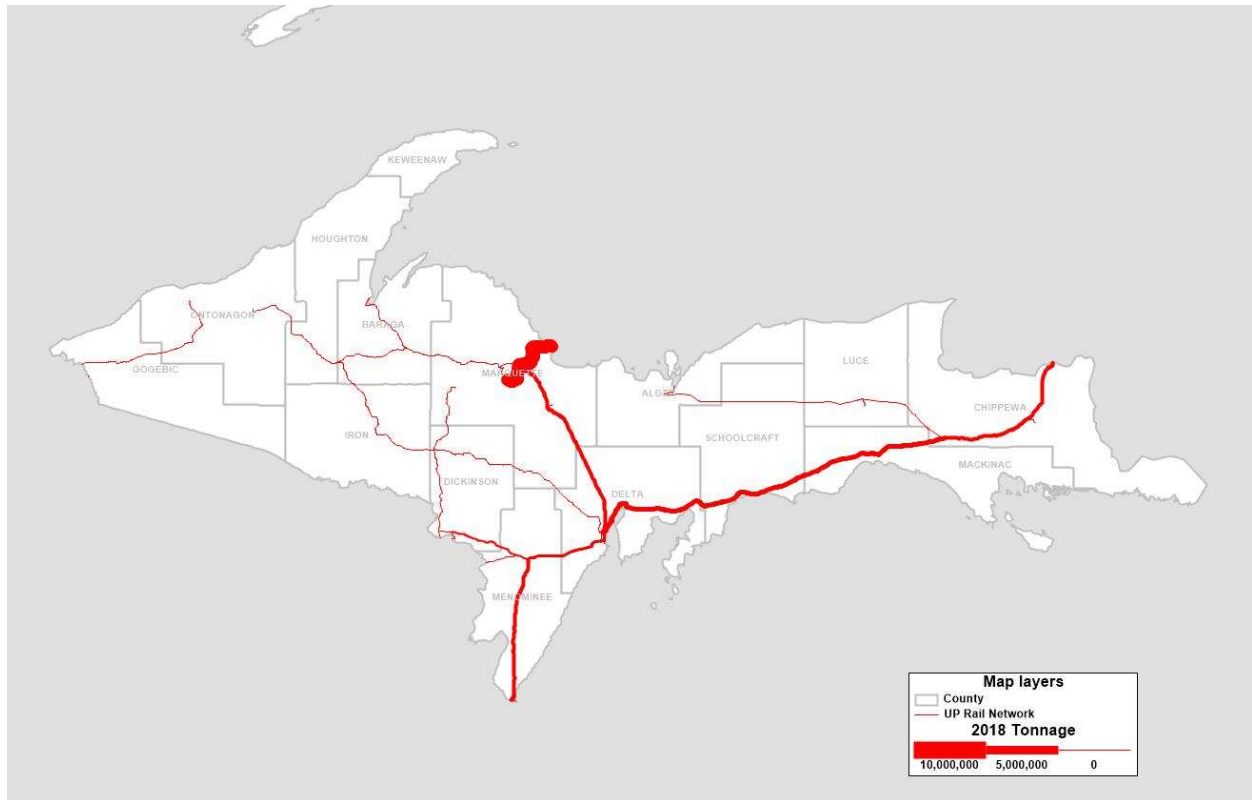 KEWEENAW
HOUGHTON
ONTONAGON
BARAGA
GOGEBIC
MARQUETTE
ALGER
LUCE
CHIPPEWA
IRON
SCHOOLCRAFT
MACKINAC
DICKINSON
DELTA
MENOMINEE
Map layers
County
UP Rail Network
2018 Tonnage
10,000,000 5,000,000 0